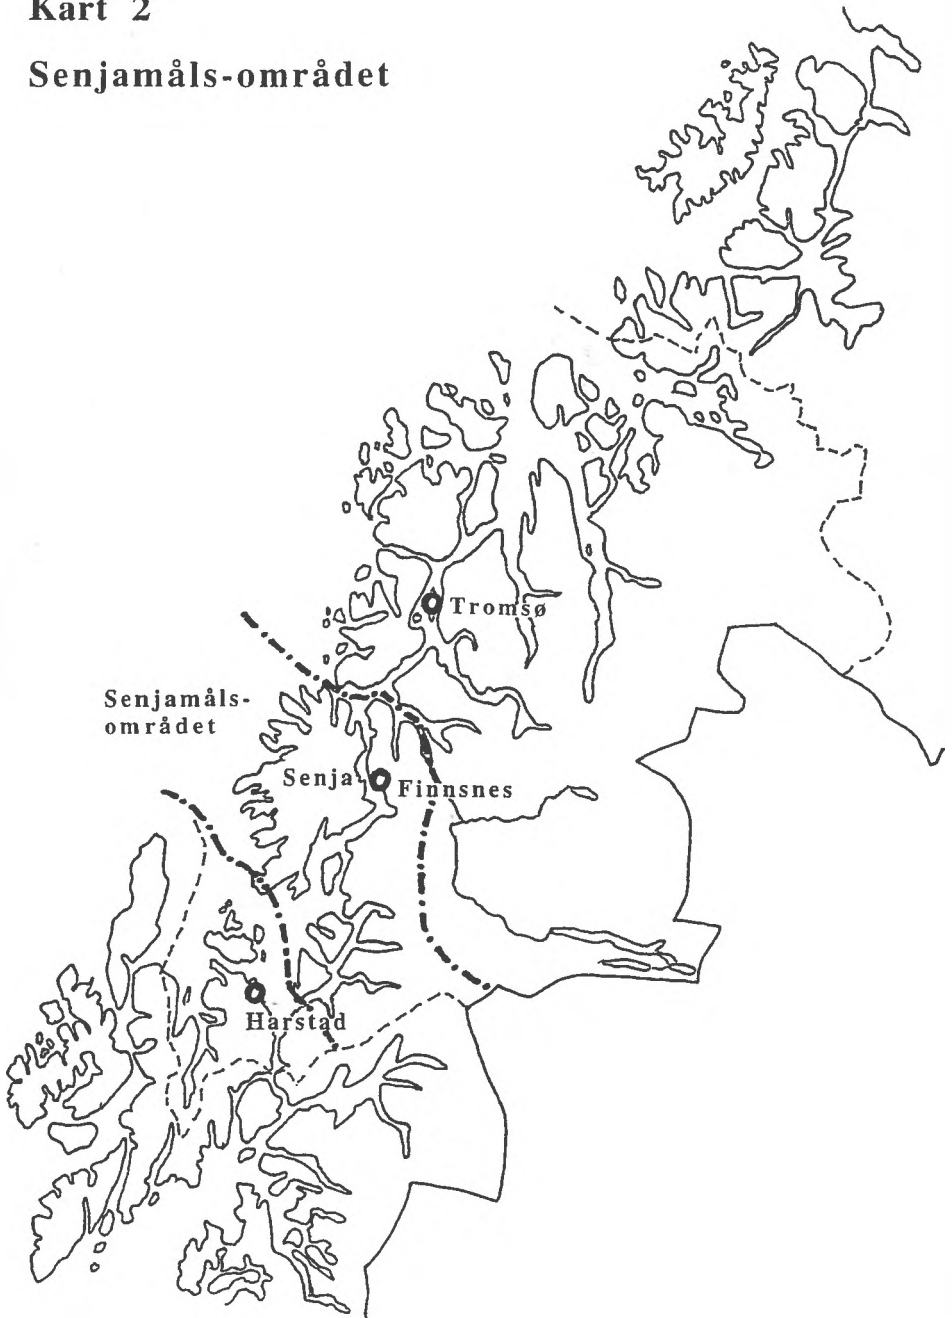 Kart 2
Senjamåls-området
Tromsø
Senjamåls-
området
Senja
Finnsnes
Harstad